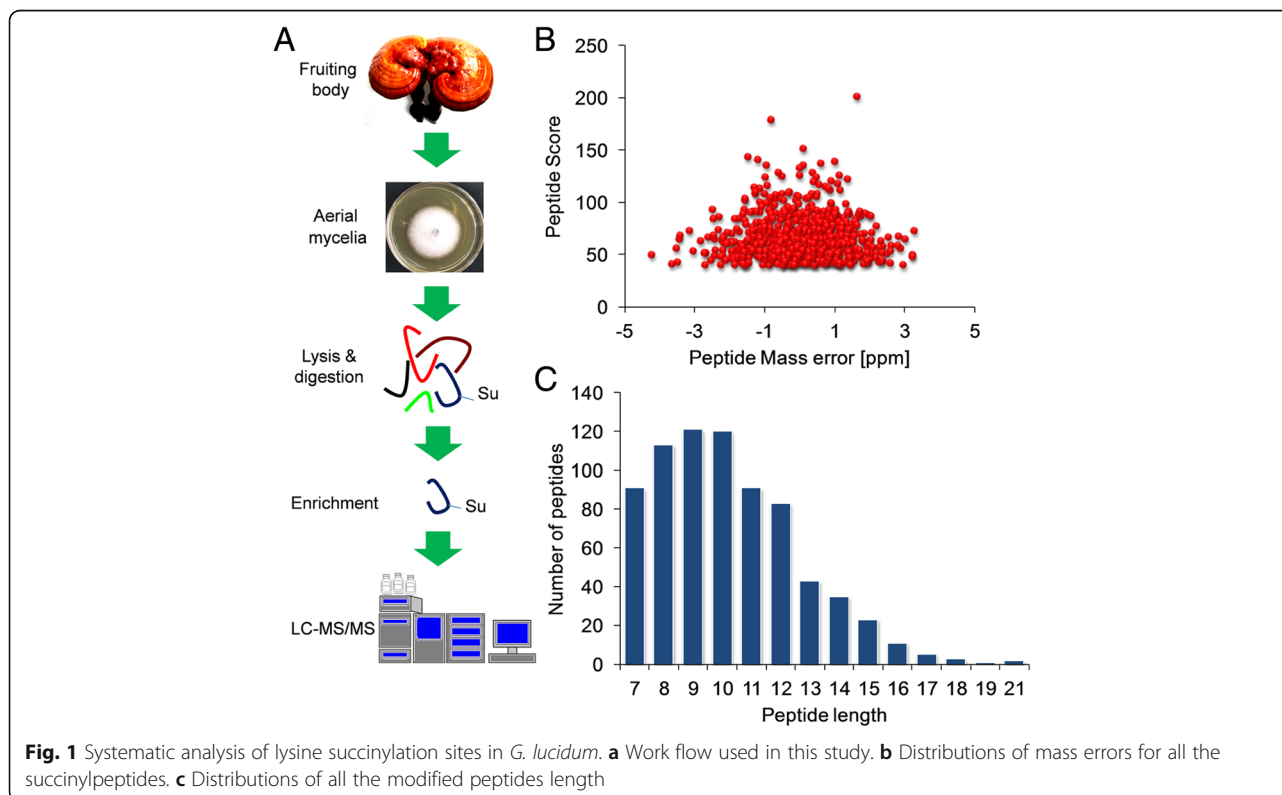 A
Fruiting
body
Aerial
mycelia
Lysis &
digestion
Su
Enrichment
Su
LC-MS/MS
B
250
200
150
100
50
0
Peptide Score
-5 -3 -1 1 3 5
Peptide Mass error [ppm]
C
140
120
100
80
60
40
20
0
Number of peptides
7 8 9 10 11 12 13 14 15 16 17 18 19 21
Peptide length
Fig. 1 Systematic analysis of lysine succinylation sites in G. lucidum. a Work flow used in this study. b Distributions of mass errors for all the
succinylpeptides. c Distributions of all the modified peptides length